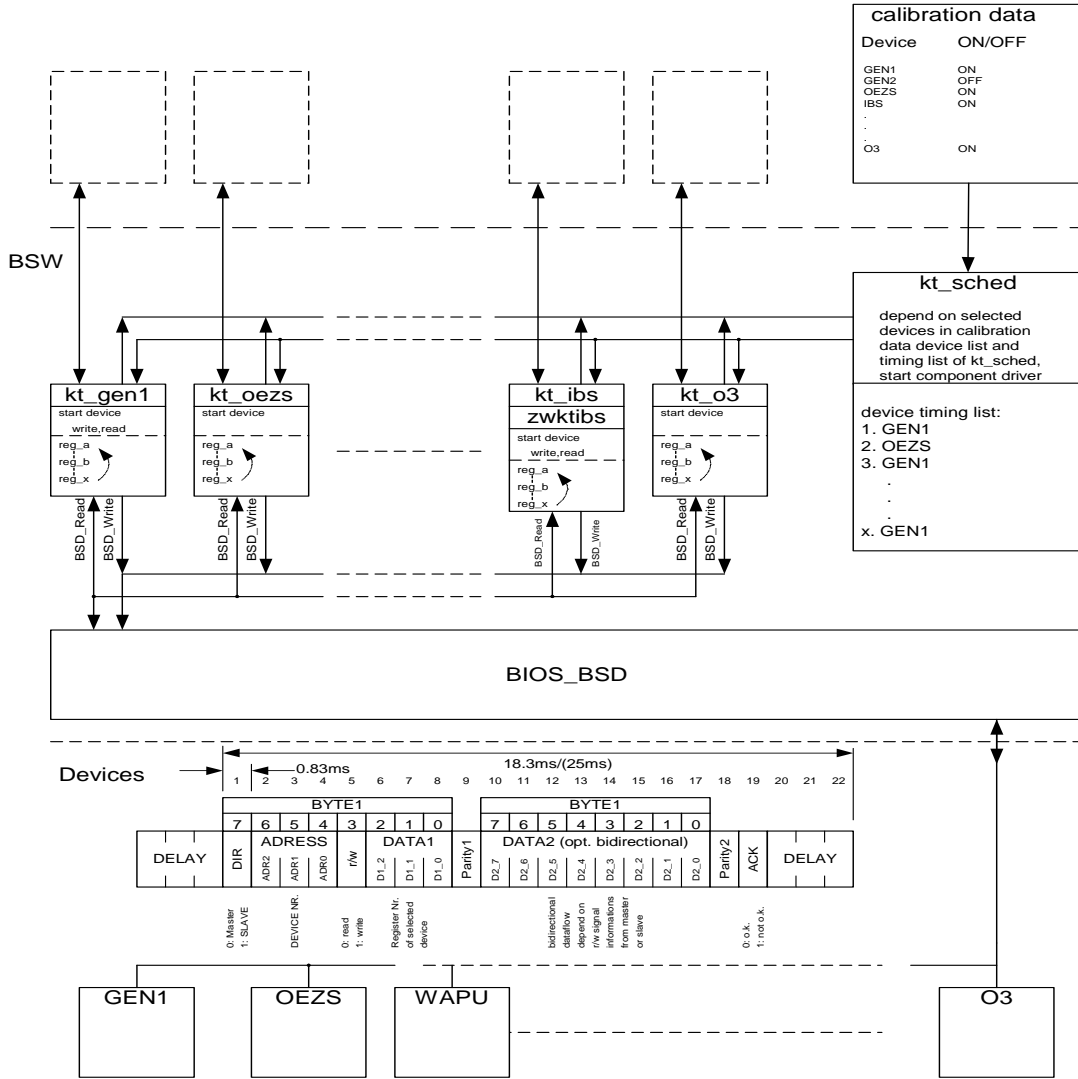 calibration data
Device ON/OFF
GEN1 ON
GEN2 OFF
OEZS ON
IBS ON
.
.
.
O3 ON
BSW
kt_sched
depend on selected
devices in calibration
data device list and
timing list of kt_sched,
start component driver
device timing list:
1. GEN1
2. OEZS
3. GEN1
.
.
.
x. GEN1
kt_gen1
start device
write,read
reg_a
reg_b
reg_x
BSD_Read
BSD_Write
kt_oezs
start device
reg_a
reg_b
reg_x
BSD_Read
BSD_Write
kt_ibs
zwktibs
start device
write,read
reg_a
reg_b
reg_x
BSD_Read
BSD_Write
kt_o3
start device
reg_a
reg_b
reg_x
BSD_Read
BSD_Write
BIOS_BSD
Devices
0.83ms
18.3ms/(25ms)
1 2 3 4 5 6 7 8 9 10 11 12 13 14 15 16 17 18 19 20 21 22
BYTE1 BYTE1
7 6 5 4 3 2 1 0 7 6 5 4 3 2 1 0
DELAY
DIR
ADRESS
ADR2
ADR1
ADR0
r/w
DATA1
D1_2
D1_1
D1_0
Parity1
DATA2 (opt. bidirectional)
D2_7
D2_6
D2_5
D2_4
D2_3
D2_2
D2_1
D2_0
Parity2
ACK
DELAY
0: Master
1: SLAVE
DEVICE NR.
0: read
1: write
Register Nr.
of selected
device
bidirectional
dataflow
depend on
r/w signal
informations
from master
or slave
0: o.k.
1: not o.k.
GEN1
OEZS
WAPU
O3